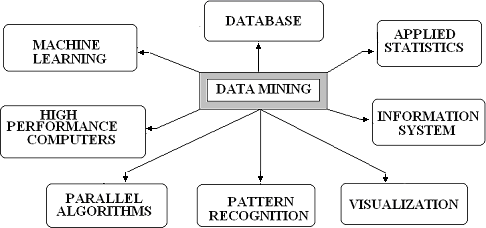 DATABASE
MACHINE
LEARNING
APPLIED
STATISTICS
DATA MINING
HIGH
PERFORMANCE
COMPUTERS
INFORMATION
SYSTEM
PARALLEL
ALGORITHMS
PATTERN
RECOGNITION
VISUALIZATION